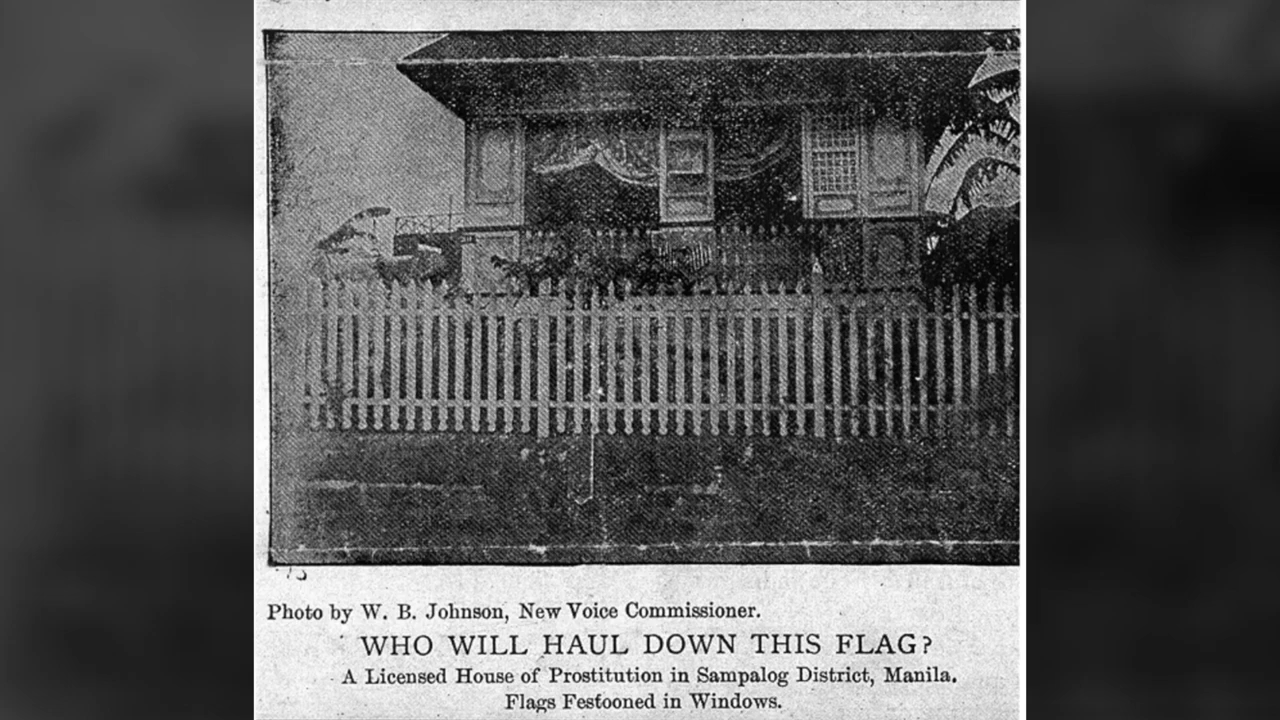 Photo by W. B. Johnson, New Voice Commissioner.
WHO WILL HAUL DOWN THIS FLAG?
A Licensed House of Prostitution in Sampalog District, Manila.
Flags Festooned in Windows.